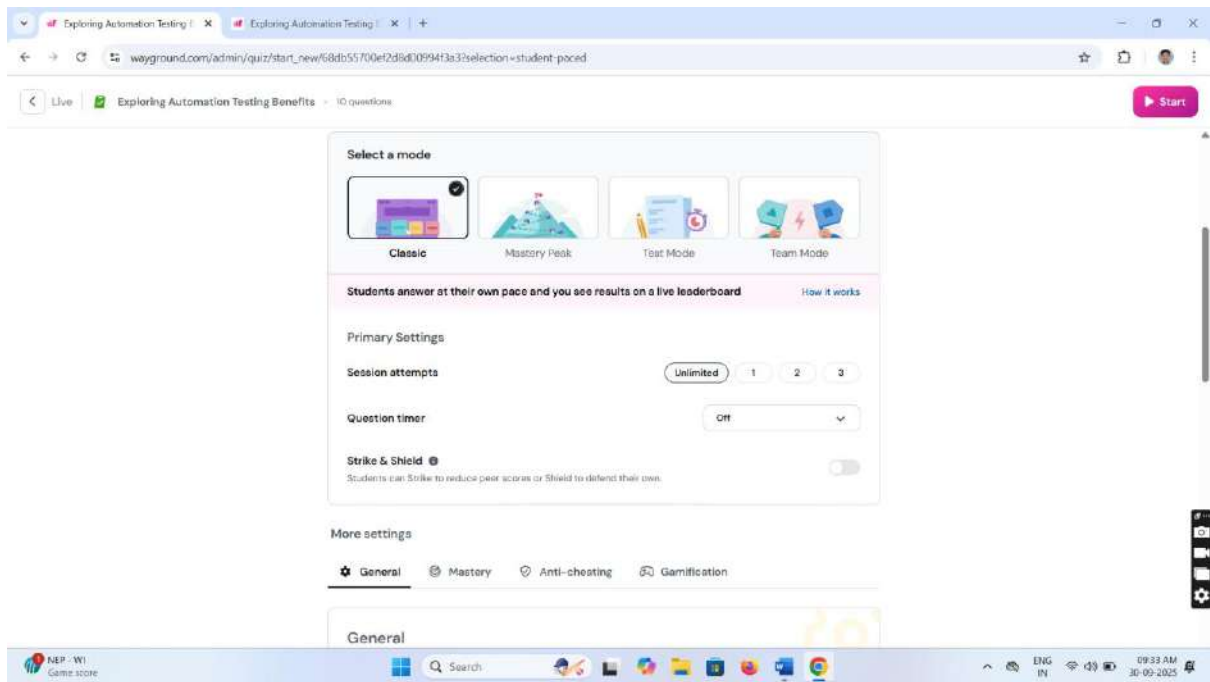 Exploring Automation Testing
Exploring Automation Testing
wayground.com/admin/quiz/start_new/68db55700ef2d8d00994f3a3?selection=student-paced
Live Exploring Automation Testing Benefits - 10 questions
Start
Select a mode
Classic Mastery Peak Test Mode Team Mode
Students answer at their own pace and you see results on a live leaderboard How it works
Primary Settings
Session attempts Unlimited 1 2 3
Question timer Off
Strike & Shield
Students can Strike to reduce peer scores or Shield to defend their own.
More settings
General Mastery Anti-cheating Gamification
General
NEP - WI
Game score
Search
ENG
IN
09:33 AM
30-09-2025